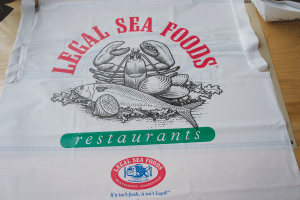 LEGAL SEA FOODS
restaurants
LEGAL SEA FOODS
If it isn't fresh, it isn't Legal!